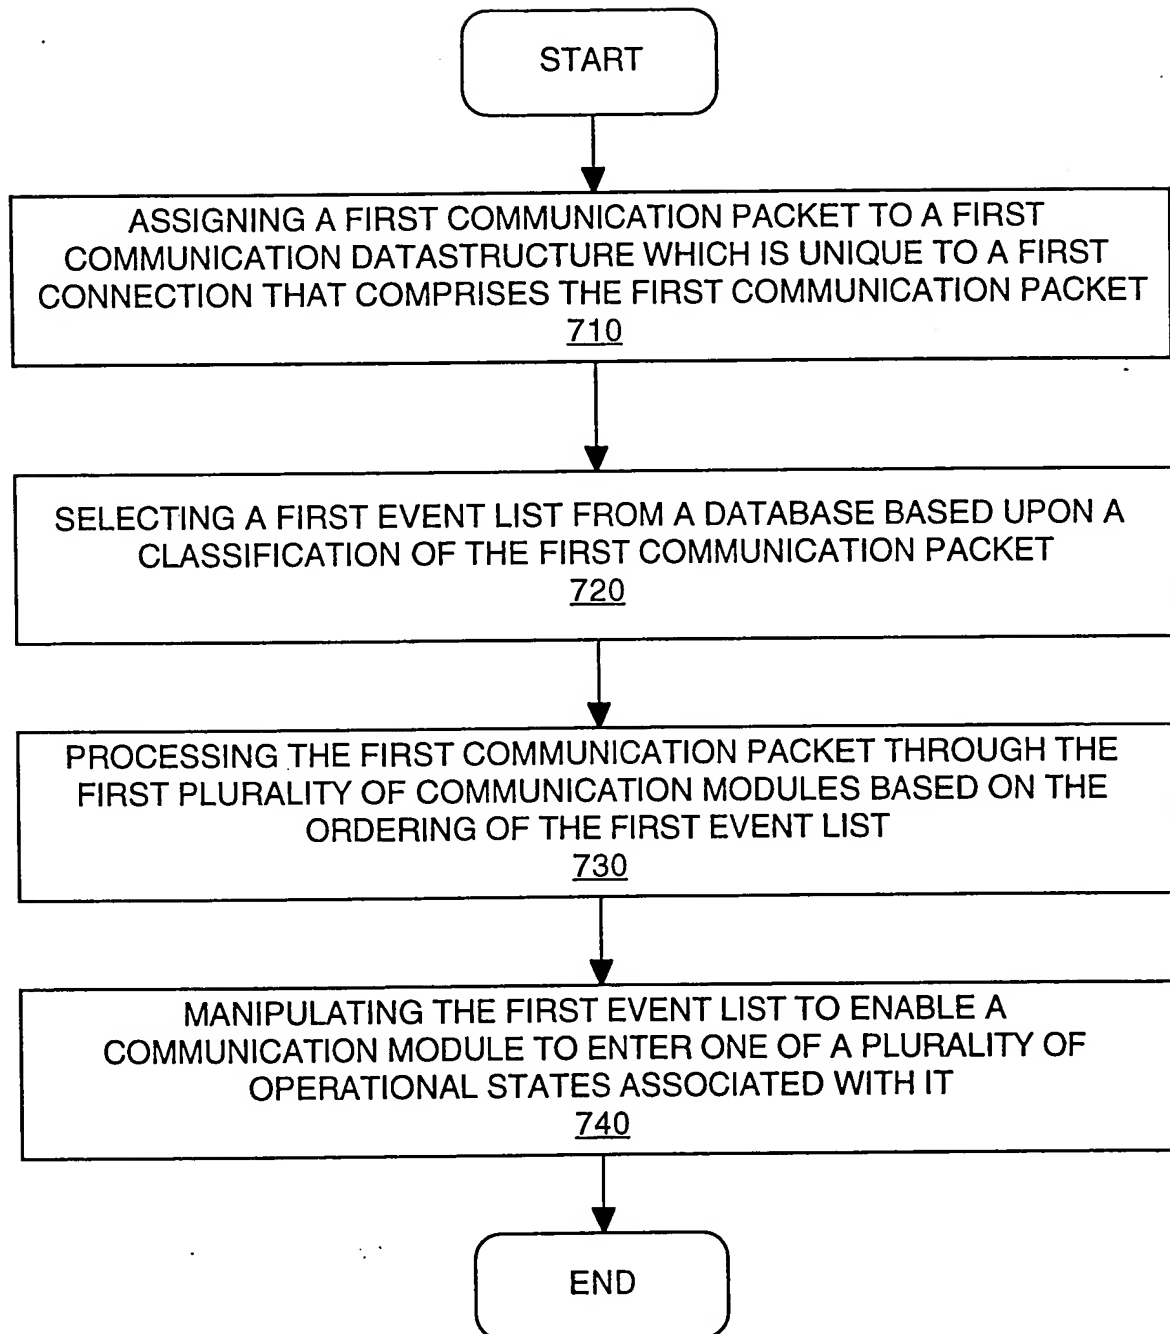 START
ASSIGNING A FIRST COMMUNICATION PACKET TO A FIRST
COMMUNICATION DATASTRUCTURE WHICH IS UNIQUE TO A FIRST
CONNECTION THAT COMPRISES THE FIRST COMMUNICATION PACKET
710
SELECTING A FIRST EVENT LIST FROM A DATABASE BASED UPON A
CLASSIFICATION OF THE FIRST COMMUNICATION PACKET
720
PROCESSING THE FIRST COMMUNICATION PACKET THROUGH THE
FIRST PLURALITY OF COMMUNICATION MODULES BASED ON THE
ORDERING OF THE FIRST EVENT LIST
730
MANIPULATING THE FIRST EVENT LIST TO ENABLE A
COMMUNICATION MODULE TO ENTER ONE OF A PLURALITY OF
OPERATIONAL STATES ASSOCIATED WITH IT
740
END